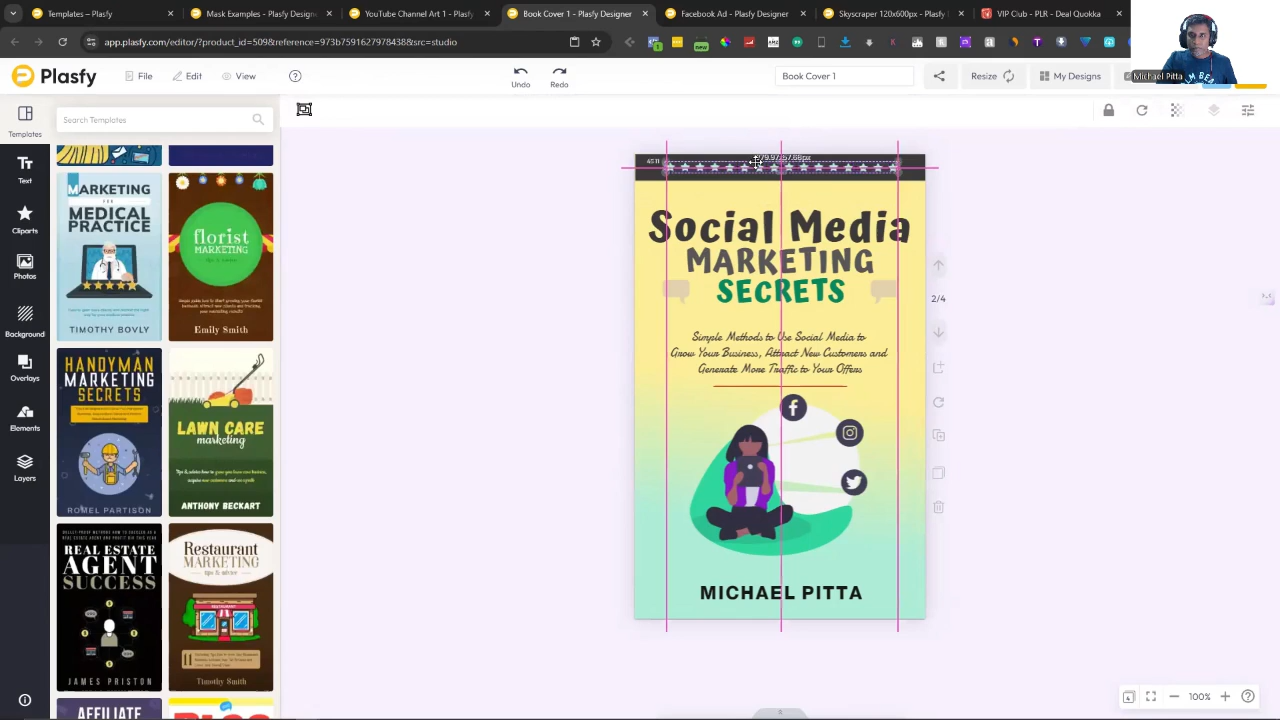 Templates – Plasfy
Mask Examples - Plasfy Design
YouTube Channel Art 1 - Plasfy
Book Cover 1 - Plasfy Designer
Facebook Ad - Plasfy Designer
Skyscraper 120x600px - Plasfy
VIP Club - PLR - Deal Quokka
app.plasfy.com/editor/?product_id=5098reference=973b75916279784388src=studio
Michael Pitta
Plasfy
File
Edit
View
Undo
Redo
Book Cover 1
Resize
My Designs
Templates
Text
Cliparts
Photos
Background
Overlays
Elements
Layers
Search Templates
MARKETING
FOR
MEDICAL
PRACTICE
TIMOTHY BOVLY
florist
MARKETING
Emily Smith
HANDYMAN
MARKETING
SECRETS
ROMEL PARTISON
LAWN CARE
marketing
ANTHONY BECKART
REAL ESTATE
AGENT
SUCCESS
JAMES PRISTON
Restaurant
MARKETING
tips & advice
Timothy Smith
AFFILIATE
Social Media
MARKETING
SECRETS
Simple Methods to Use Social Media to
Grow Your Business, Attract New Customers and
Generate More Traffic to Your Offers
MICHAEL PITTA
100%